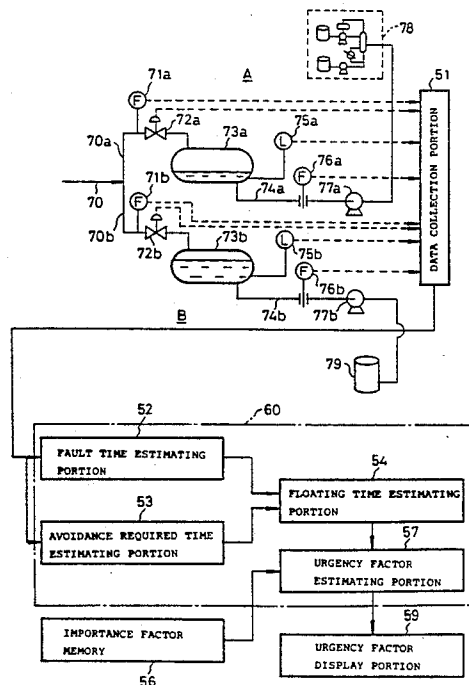 78
A
71a
F
51
72a
73a
75a
L
70a
76a
F
77a
74a
DATA COLLECTION PORTION
70
71b
F
70b
73b
L
75b
72b
76b
F
77b
74b
B
79
60
52
FAULT TIME ESTIMATING
PORTION
54
FLOATING TIME ESTIMATING
PORTION
53
AVOIDANCE REQUIRED TIME
ESTIMATING PORTION
57
URGENCY FACTOR
ESTIMATING PORTION
59
IMPORTANCE FACTOR
MEMORY
56
URGENCY FACTOR
DISPLAY PORTION